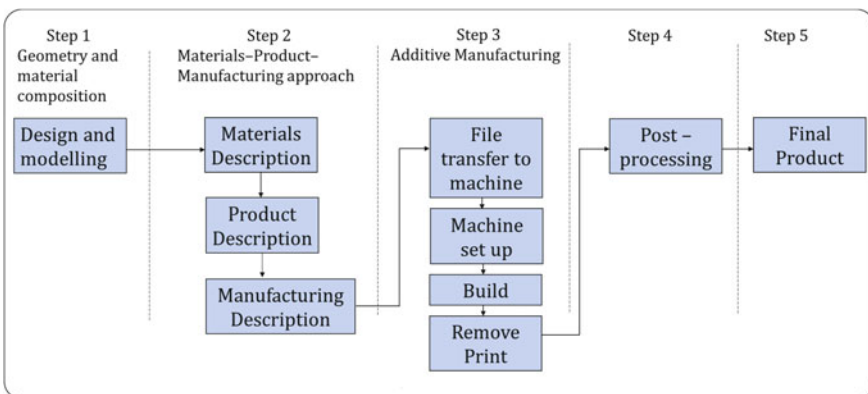 Step 1
Geometry and
material
composition
Design and
modelling
Step 2
Materials–Product–
Manufacturing approach
Materials
Description
Product
Description
Manufacturing
Description
Step 3
Additive Manufacturing
File
transfer to
machine
Machine
set up
Build
Remove
Print
Step 4
Post –
processing
Step 5
Final
Product